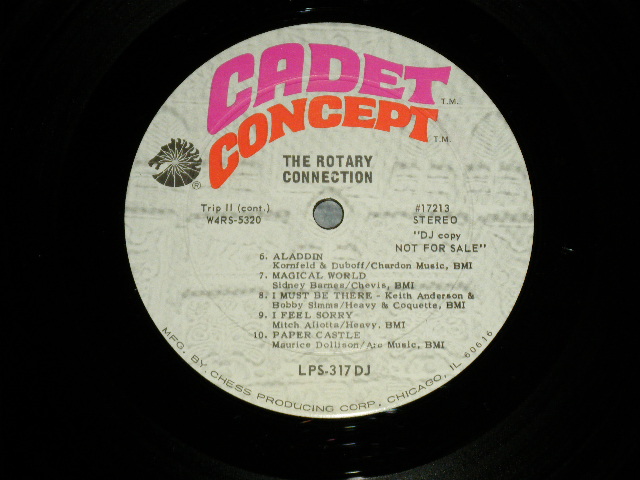 CADET T.M.
CONCEPT T.M.
®
THE ROTARY
CONNECTION
Trip II (cont.)
W4RS-5320
#17213
STEREO
"DJ copy
NOT FOR SALE"
6. ALADDIN
Kornfeld & Duboff/Chardon Music, BMI
7. MAGICAL WORLD
Sidney Barnes/Chevis, BMI
8. I MUST BE THERE - Keith Anderson &
Bobby Simms/Heavy & Coquette, BMI
9. I FEEL SORRY
Mitch Aliotta/Heavy, BMI
10. PAPER CASTLE
Maurice Dollison/Arc Music, BMI
LPS-317 DJ
MFG. BY CHESS PRODUCING CORP., CHICAGO, IL 60616